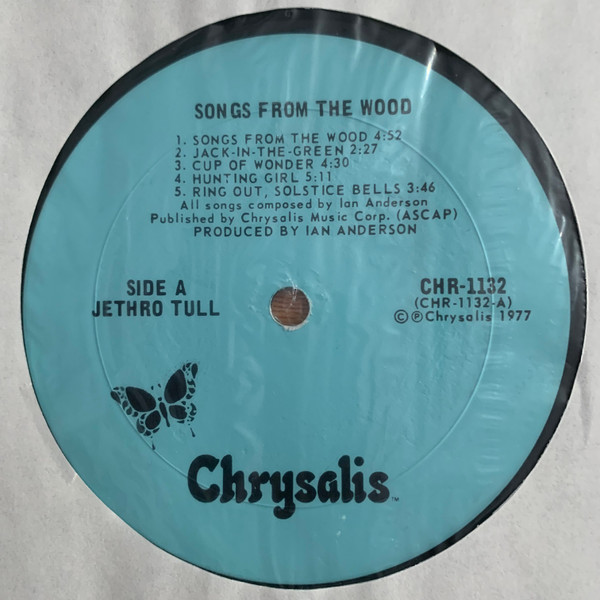 SONGS FROM THE WOOD
1. SONGS FROM THE WOOD 4:52
2. JACK-IN-THE-GREEN 2:27
3. CUP OF WONDER 4:30
4. HUNTING GIRL 5:11
5. RING OUT, SOLSTICE BELLS 3:46
All songs composed by Ian Anderson
Published by Chrysalis Music Corp. (ASCAP)
PRODUCED BY IAN ANDERSON
SIDE A
JETHRO TULL
CHR-1132
(CHR-1132-A)
©℗Chrysalis 1977
Chrysalis™